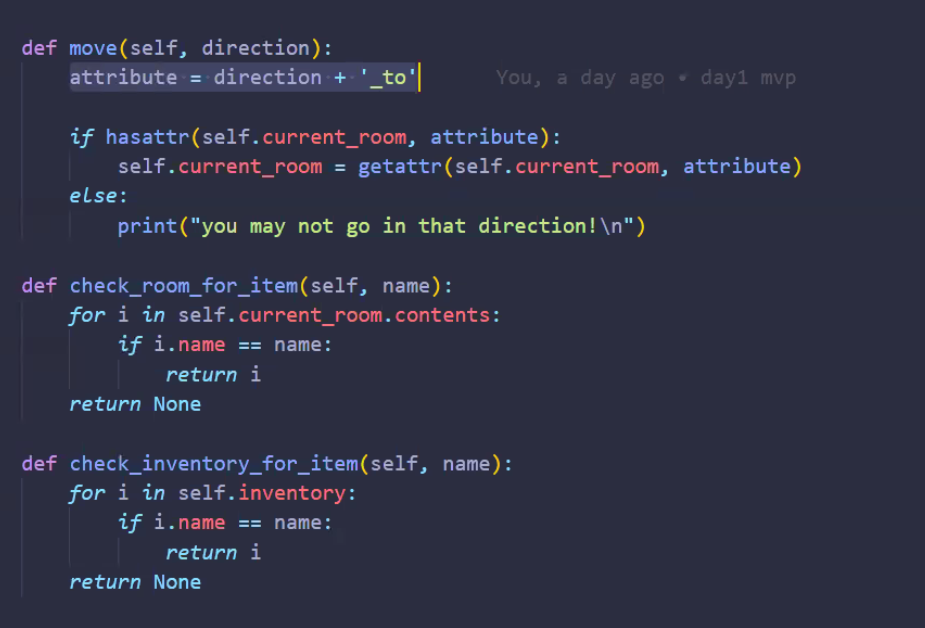 def move(self, direction):
    attribute = direction + '_to'    You, a day ago • day1 mvp
    if hasattr(self.current_room, attribute):
        self.current_room = getattr(self.current_room, attribute)
    else:
        print("you may not go in that direction!\n")
def check_room_for_item(self, name):
    for i in self.current_room.contents:
        if i.name == name:
            return i
    return None
def check_inventory_for_item(self, name):
    for i in self.inventory:
        if i.name == name:
            return i
    return None